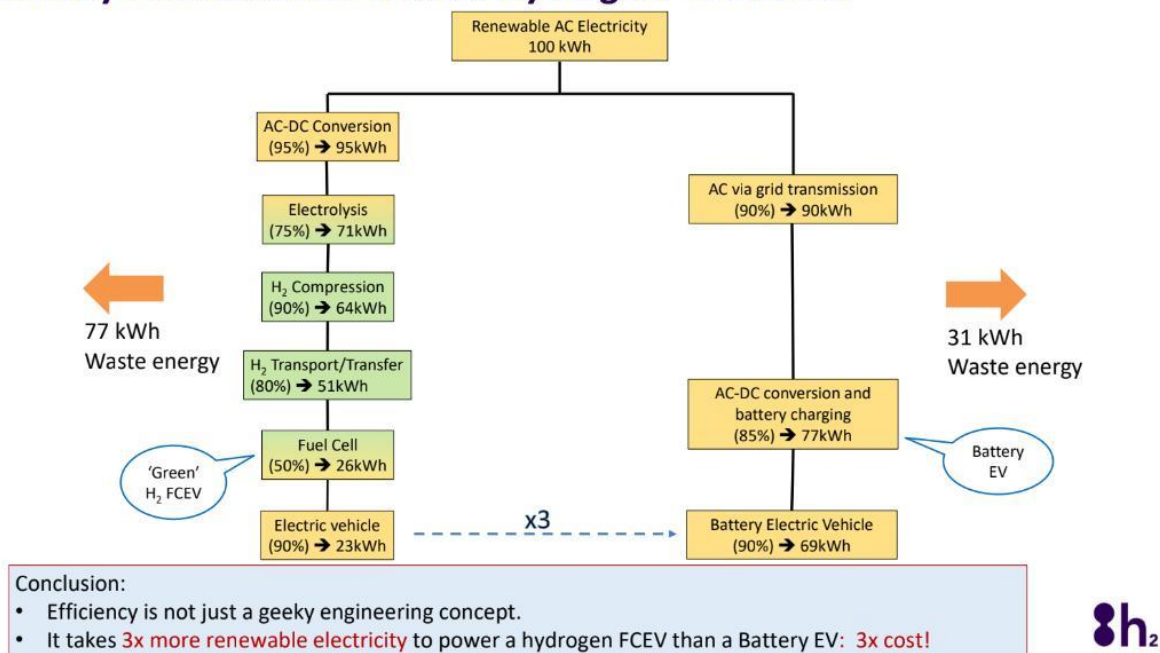 Renewable AC Electricity
100 kWh
AC-DC Conversion
(95%) ➔ 95kWh
Electrolysis
(75%) ➔ 71kWh
H₂ Compression
(90%) ➔ 64kWh
H₂ Transport/Transfer
(80%) ➔ 51kWh
Fuel Cell
(50%) ➔ 26kWh
Electric vehicle
(90%) ➔ 23kWh
77 kWh
Waste energy
'Green'
H₂ FCEV
x3
AC via grid transmission
(90%) ➔ 90kWh
AC-DC conversion and
battery charging
(85%) ➔ 77kWh
Battery Electric Vehicle
(90%) ➔ 69kWh
31 kWh
Waste energy
Battery
EV
Conclusion:
• Efficiency is not just a geeky engineering concept.
• It takes 3x more renewable electricity to power a hydrogen FCEV than a Battery EV: 3x cost!
8h₂